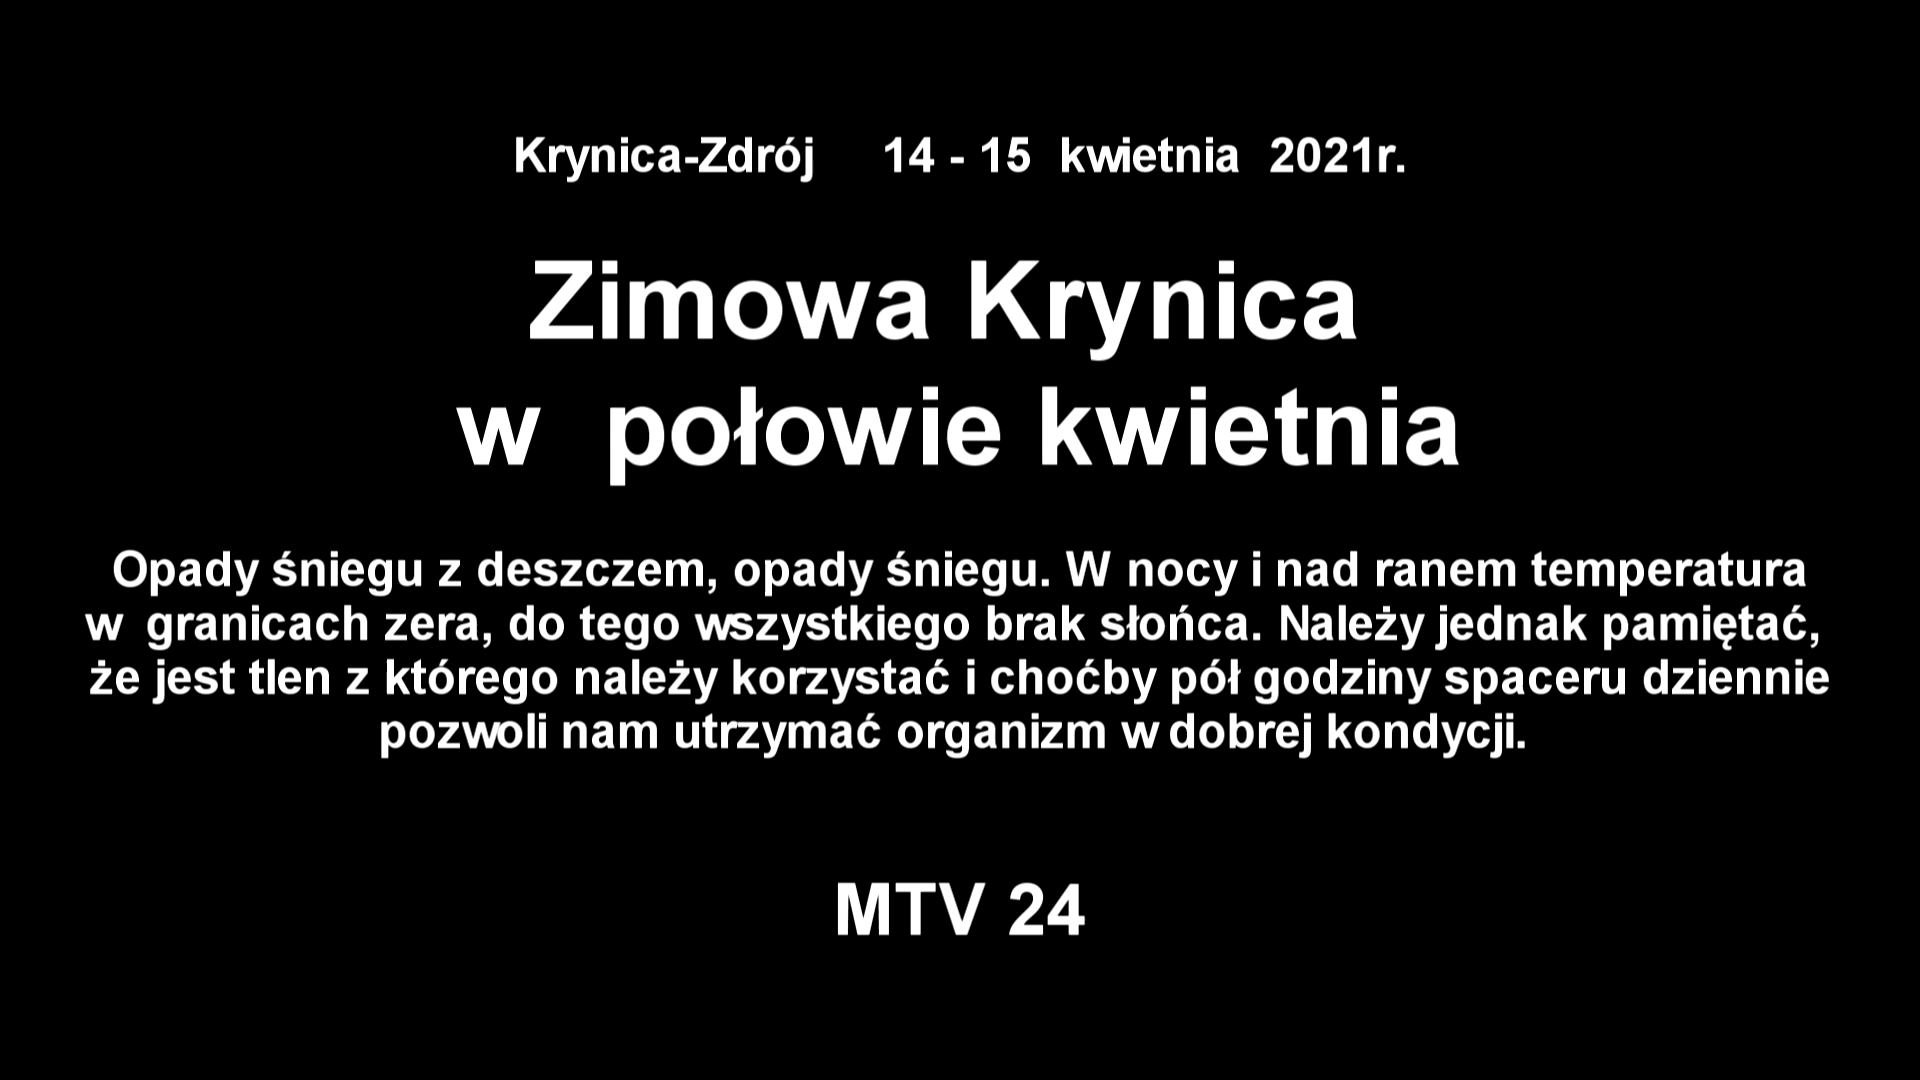 Krynica-Zdrój 14 - 15 kwietnia 2021r.
Zimowa Krynica
w połowie kwietnia
Opady śniegu z deszczem, opady śniegu. W nocy i nad ranem temperatura
w granicach zera, do tego wszystkiego brak słońca. Należy jednak pamiętać,
że jest tlen z którego należy korzystać i choćby pół godziny spaceru dziennie
pozwoli nam utrzymać organizm w dobrej kondycji.
MTV 24